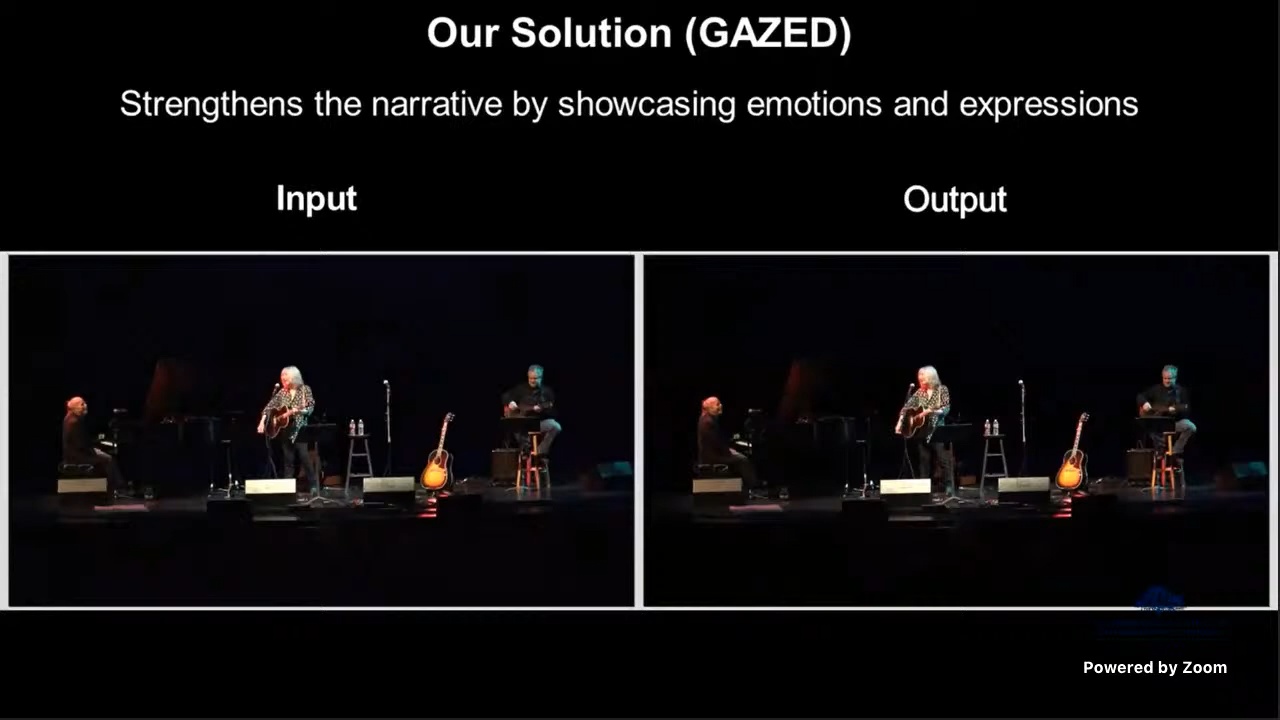 Our Solution (GAZED)
Strengthens the narrative by showcasing emotions and expressions
Input
Output
Powered by Zoom